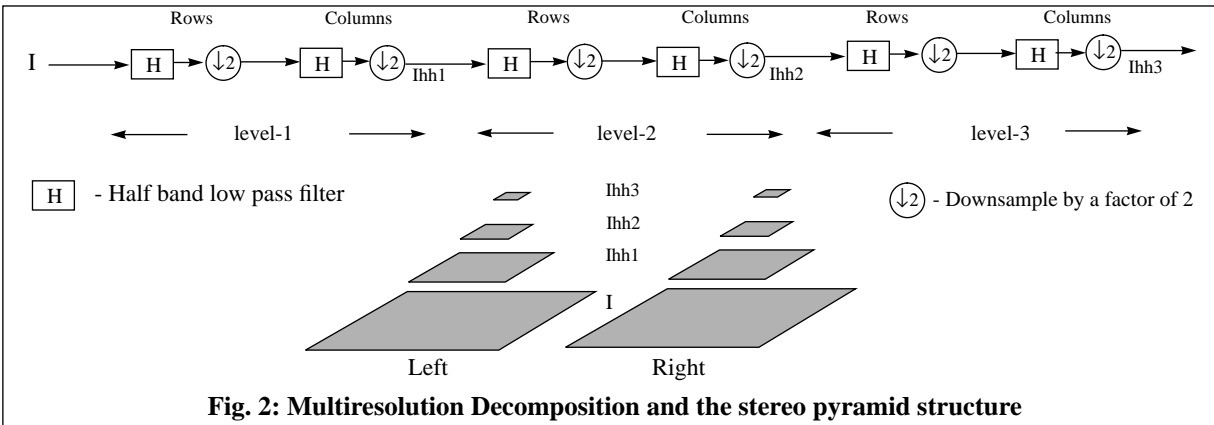 Rows Columns Rows Columns Rows Columns
I H ↓2 H ↓2 Ihh1 H ↓2 H ↓2 Ihh2 H ↓2 H ↓2 Ihh3
level-1 level-2 level-3
H - Half band low pass filter
↓2 - Downsample by a factor of 2
Ihh3
Ihh2
Ihh1
I
Left Right
Fig. 2: Multiresolution Decomposition and the stereo pyramid structure